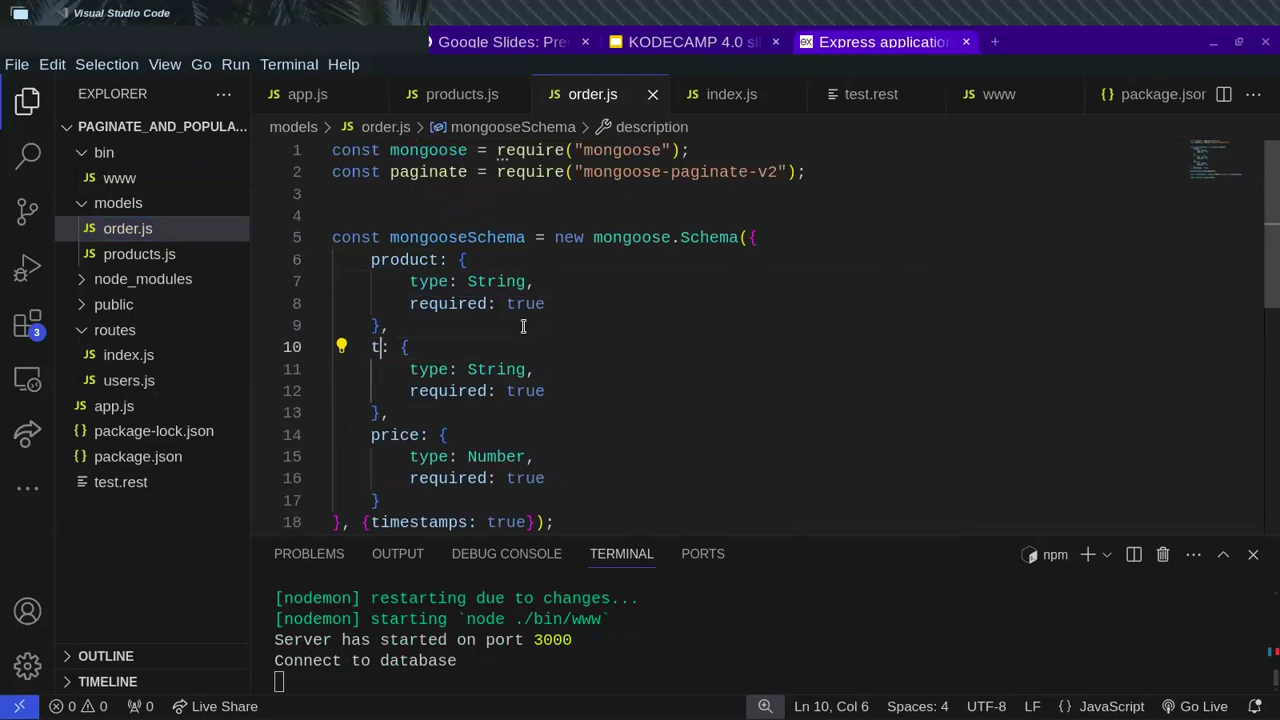 Visual Studio Code
Google Slides: Pres
KODECAMP 4.0 sli
Express application
File Edit Selection View Go Run Terminal Help
EXPLORER
app.js
products.js
order.js
index.js
test.rest
www
package.json
PAGINATE_AND_POPULA...
bin
www
models
order.js
products.js
node_modules
public
routes
index.js
users.js
app.js
package-lock.json
package.json
test.rest
OUTLINE
TIMELINE
models > JS order.js > mongooseSchema > description
1 const mongoose = require("mongoose");
2 const paginate = require("mongoose-paginate-v2");
3
4
5 const mongooseSchema = new mongoose.Schema({
6 product: {
7 type: String,
8 required: true
9 },
10 t: {
11 type: String,
12 required: true
13 },
14 price: {
15 type: Number,
16 required: true
17 }
18 }, {timestamps: true});
PROBLEMS OUTPUT DEBUG CONSOLE TERMINAL PORTS
npm
[nodemon] restarting due to changes...
[nodemon] starting `node ./bin/www`
Server has started on port 3000
Connect to database
3
0 0 0 Live Share
Ln 10, Col 6 Spaces: 4 UTF-8 LF {} JavaScript Go Live